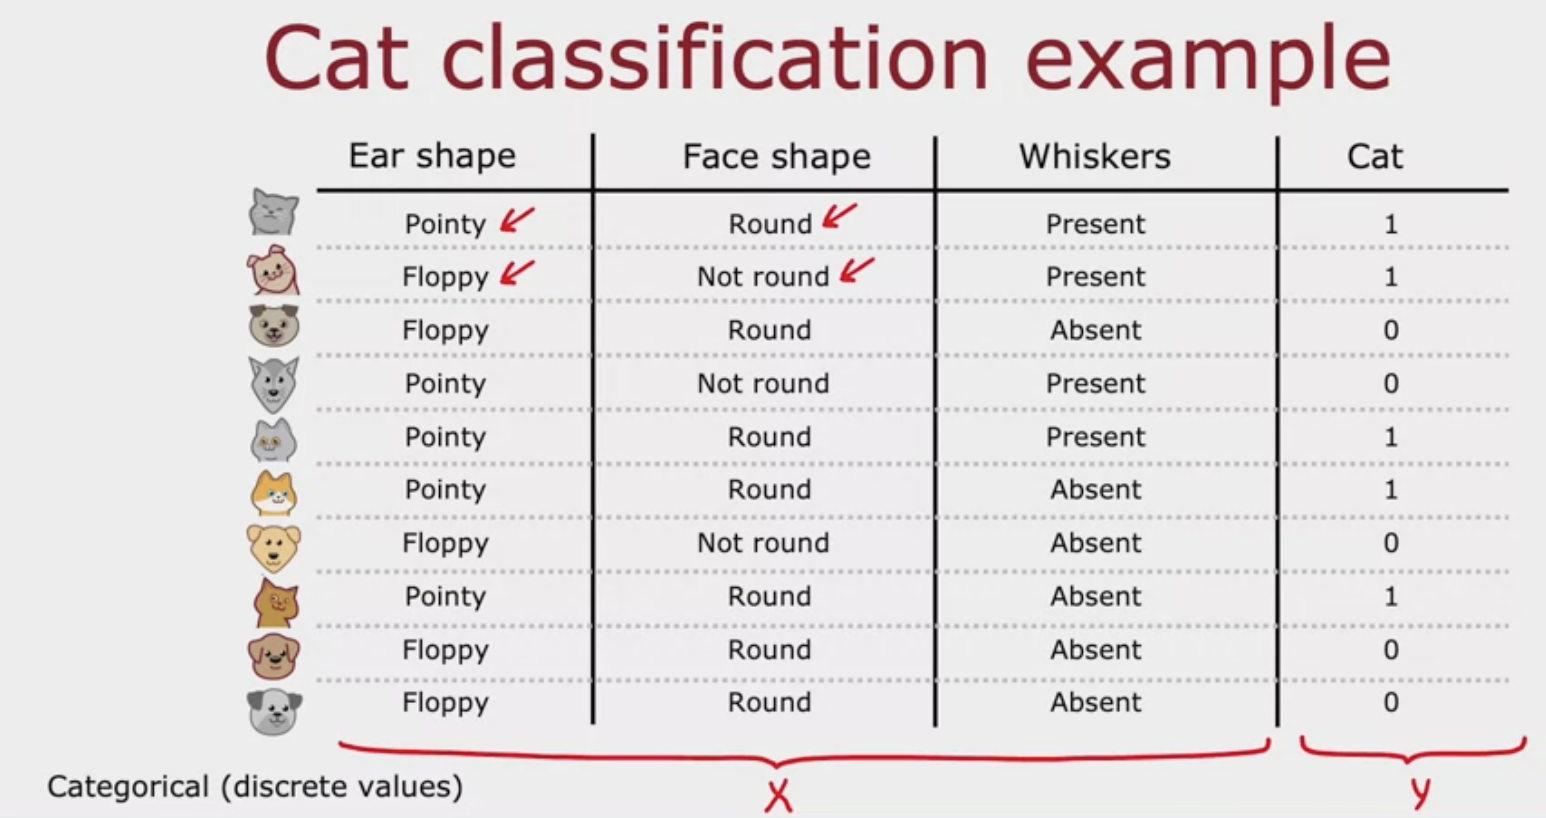 Cat classification example
Ear shape Face shape Whiskers Cat
Pointy Round Present 1
Floppy Not round Present 1
Floppy Round Absent 0
Pointy Not round Present 0
Pointy Round Present 1
Pointy Round Absent 1
Floppy Not round Absent 0
Pointy Round Absent 1
Floppy Round Absent 0
Floppy Round Absent 0
Categorical (discrete values) X y